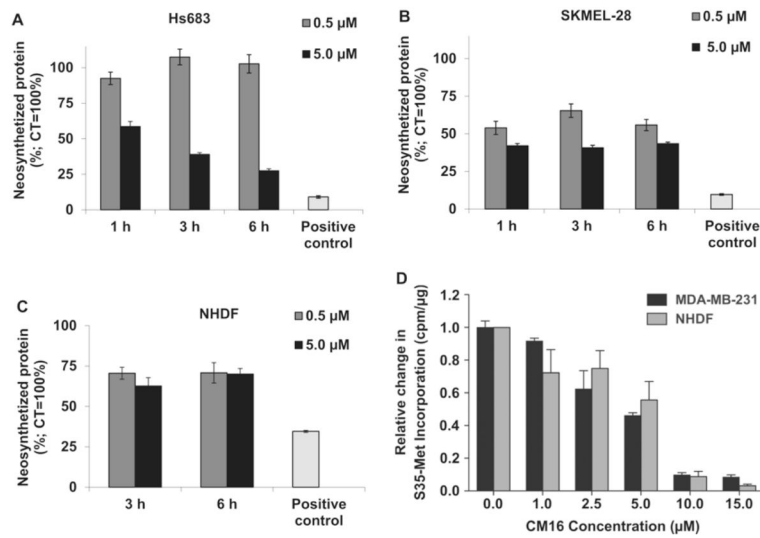 A
Hs683
0.5 µM
5.0 µM
Neosynthetized protein
(%; CT=100%)
100
75
50
25
0
1 h
3 h
6 h
Positive
control
B
SKMEL-28
0.5 µM
5.0 µM
Neosynthetized protein
(%; CT=100%)
100
75
50
25
0
1 h
3 h
6 h
Positive
control
C
NHDF
0.5 µM
5.0 µM
Neosynthetized protein
(%; CT=100%)
100
75
50
25
0
3 h
6 h
Positive
control
D
MDA-MB-231
NHDF
Relative change in
S35-Met Incorporation (cpm/µg)
1.2
1.0
0.8
0.6
0.4
0.2
0.0
0.0
1.0
2.5
5.0
10.0
15.0
CM16 Concentration (µM)